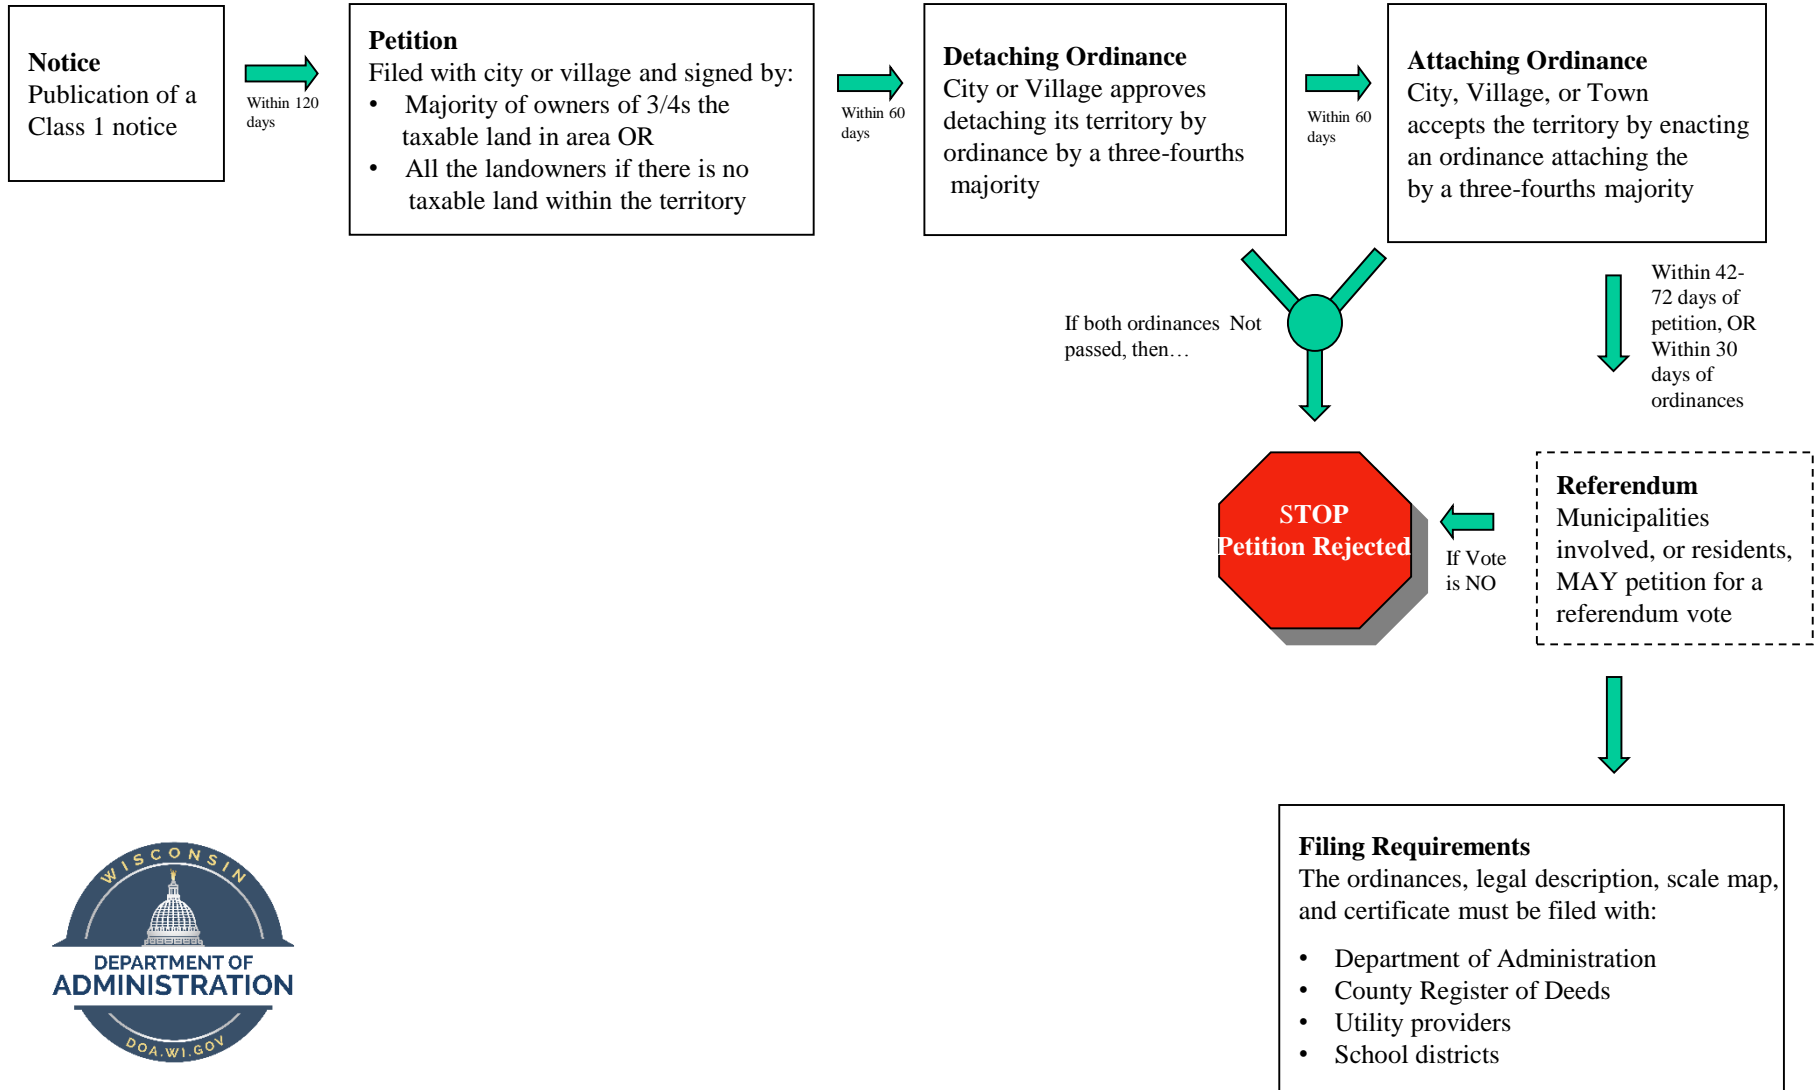 Notice
Publication of a
Class 1 notice
Within 120
days
Petition
Filed with city or village and signed by:
• Majority of owners of 3/4s the
taxable land in area OR
• All the landowners if there is no
taxable land within the territory
Within 60
days
Detaching Ordinance
City or Village approves
detaching its territory by
ordinance by a three-fourths
majority
Within 60
days
Attaching Ordinance
City, Village, or Town
accepts the territory by enacting
an ordinance attaching the
by a three-fourths majority
If both ordinances Not
passed, then…
Within 42-
72 days of
petition, OR
Within 30
days of
ordinances
STOP
Petition Rejected
If Vote
is NO
Referendum
Municipalities
involved, or residents,
MAY petition for a
referendum vote
Filing Requirements
The ordinances, legal description, scale map,
and certificate must be filed with:
• Department of Administration
• County Register of Deeds
• Utility providers
• School districts
WISCONSIN
DEPARTMENT OF
ADMINISTRATION
DOA.WI.GOV